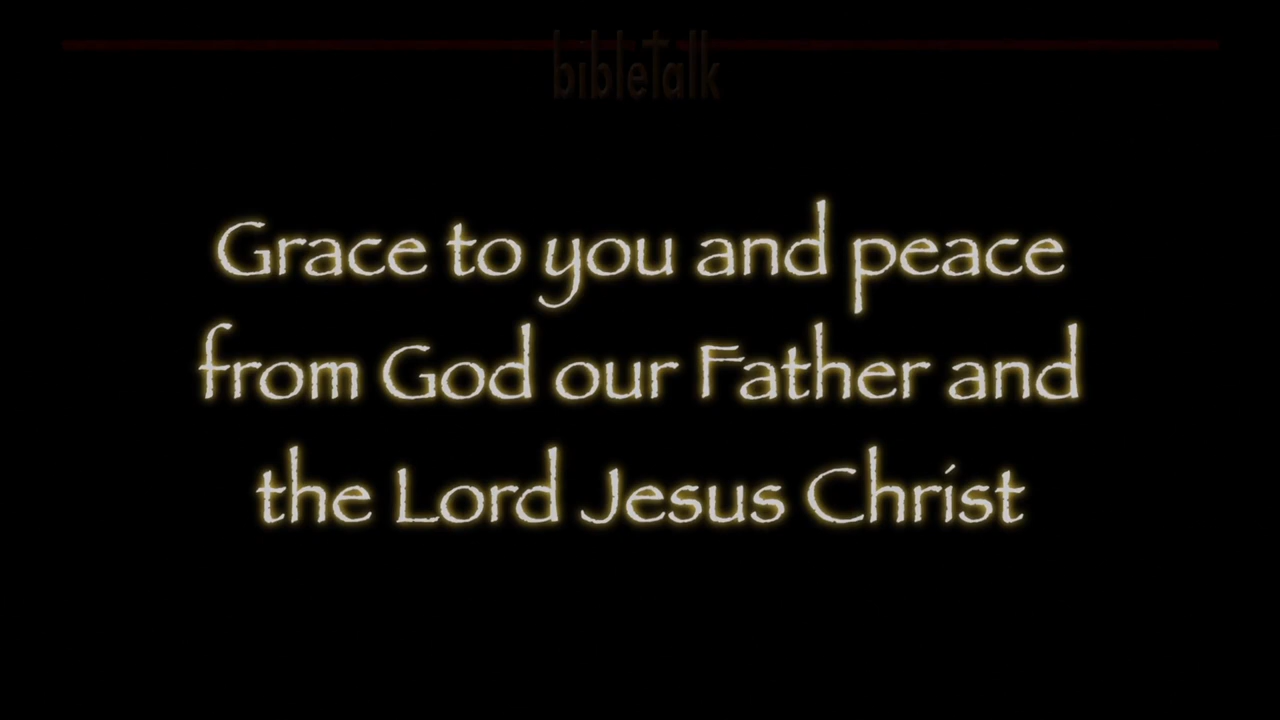 bibleTalk
Grace to you and peace
from God our Father and
the Lord Jesus Christ